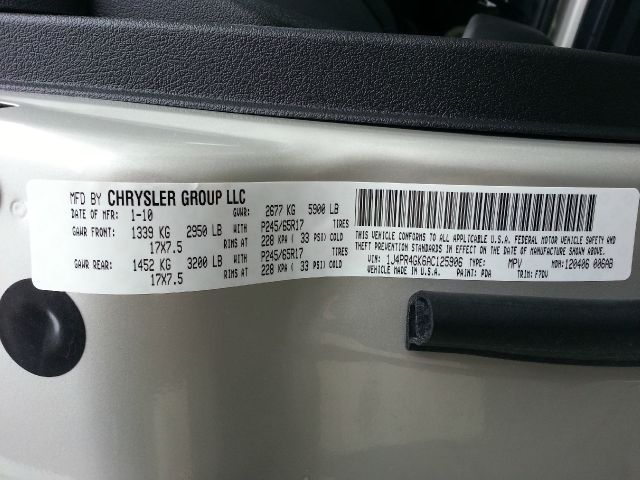 MFD BY CHRYSLER GROUP LLC
DATE OF MFR: 1-10 GVWR: 2677 KG 5900 LB
GAWR FRONT: 1339 KG 2950 LB WITH P245/65R17 TIRES
17X7.5 RIMS AT 228 KPA ( 33 PSI) COLD
GAWR REAR: 1452 KG 3200 LB WITH P245/65R17 TIRES
17X7.5 RIMS AT 228 KPA ( 33 PSI) COLD
THIS VEHICLE CONFORMS TO ALL APPLICABLE U.S.A. FEDERAL MOTOR VEHICLE SAFETY AND
THEFT PREVENTION STANDARDS IN EFFECT ON THE DATE OF MANUFACTURE SHOWN ABOVE.
VIN: 1J4PR4GK6AC125906 TYPE: MPV MDH: 120406 006AB
VEHICLE MADE IN U.S.A. PAINT: PDA TRIM: F7DV